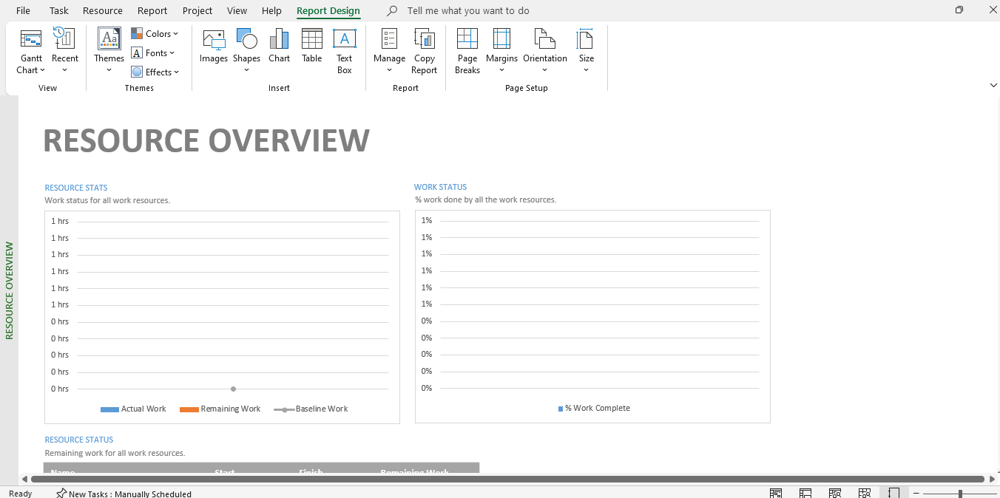 File Task Resource Report Project View Help Report Design Tell me what you want to do
Gantt Chart
Recent
View
Themes
Aa
Colors
A Fonts
Effects
Themes
Images
Shapes
Chart
Table
A
Text Box
Insert
Manage
Copy Report
Report
Page Breaks
Margins
Orientation
Size
Page Setup
RESOURCE OVERVIEW
RESOURCE OVERVIEW
RESOURCE STATS
Work status for all work resources.
1 hrs
1 hrs
1 hrs
1 hrs
1 hrs
1 hrs
0 hrs
0 hrs
0 hrs
0 hrs
0 hrs
Actual Work Remaining Work Baseline Work
WORK STATUS
% work done by all the work resources.
1%
1%
1%
1%
1%
1%
0%
0%
0%
0%
0%
% Work Complete
RESOURCE STATUS
Remaining work for all work resources.
Name Start Finish Remaining Work
Ready New Tasks : Manually Scheduled